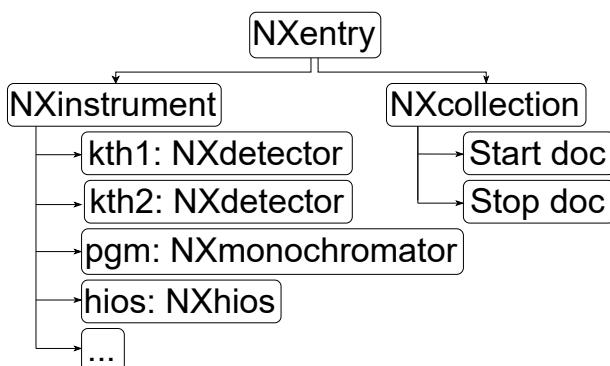 NXentry
NXinstrument
NXcollection
kth1: NXdetector
Start doc
kth2: NXdetector
Stop doc
pgm: NXmonochromator
hios: NXhios
...